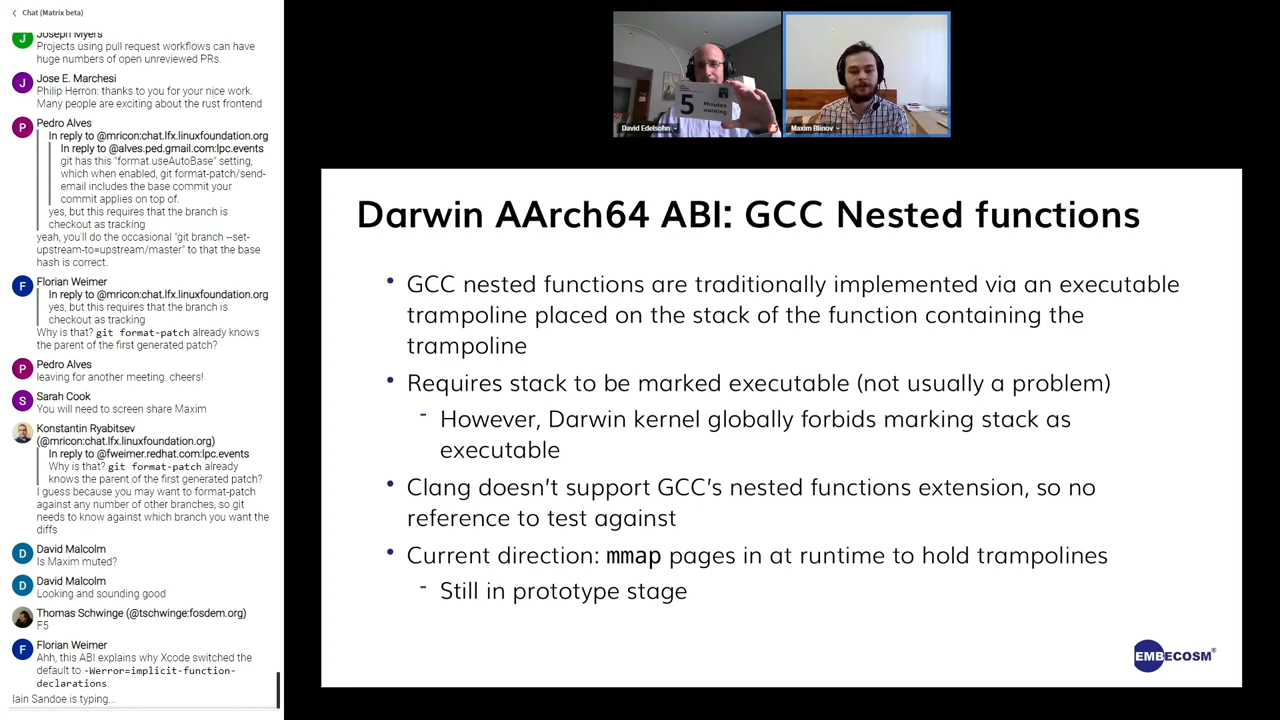 Chat (Matrix beta)
Joseph Myers
Projects using pull request workflows can have
huge numbers of open unreviewed PRs.
Jose E. Marchesi
Philip Herron: thanks to you for your nice work.
Many people are exciting about the rust frontend
Pedro Alves
In reply to @mricon:chat.lfx.linuxfoundation.org
In reply to @alves.ped.gmail.com:lpc.events
git has this "format.useAutoBase" setting,
which when enabled, git format-patch/send-
email includes the base commit your
commit applies on top of.
yes, but this requires that the branch is
checkout as tracking
yeah, you'll do the occasional "git branch --set-
upstream-to=upstream/master" to that the base
hash is correct.
Florian Weimer
In reply to @mricon:chat.lfx.linuxfoundation.org
yes, but this requires that the branch is
checkout as tracking
Why is that? git format-patch already knows
the parent of the first generated patch?
Pedro Alves
leaving for another meeting. cheers!
Sarah Cook
You will need to screen share Maxim
Konstantin Ryabitsev
(@mricon:chat.lfx.linuxfoundation.org)
In reply to @fweimer.redhat.com:lpc.events
Why is that? git format-patch already
knows the parent of the first generated patch?
I guess because you may want to format-patch
against any number of other branches, so git
needs to know against which branch you want the
diffs
David Malcolm
Is Maxim muted?
David Malcolm
Looking and sounding good
Thomas Schwinge (@tschwinge:fosdem.org)
F5
Florian Weimer
Ahh, this ABI explains why Xcode switched the
default to -Werror=implicit-function-
declarations.
Iain Sandoe is typing...
5 Minutes
warning
David Edelsohn
Maxim Blinov
Darwin AArch64 ABI: GCC Nested functions
• GCC nested functions are traditionally implemented via an executable
trampoline placed on the stack of the function containing the
trampoline
• Requires stack to be marked executable (not usually a problem)
- However, Darwin kernel globally forbids marking stack as
executable
• Clang doesn't support GCC's nested functions extension, so no
reference to test against
• Current direction: mmap pages in at runtime to hold trampolines
- Still in prototype stage
EMBECOSM®